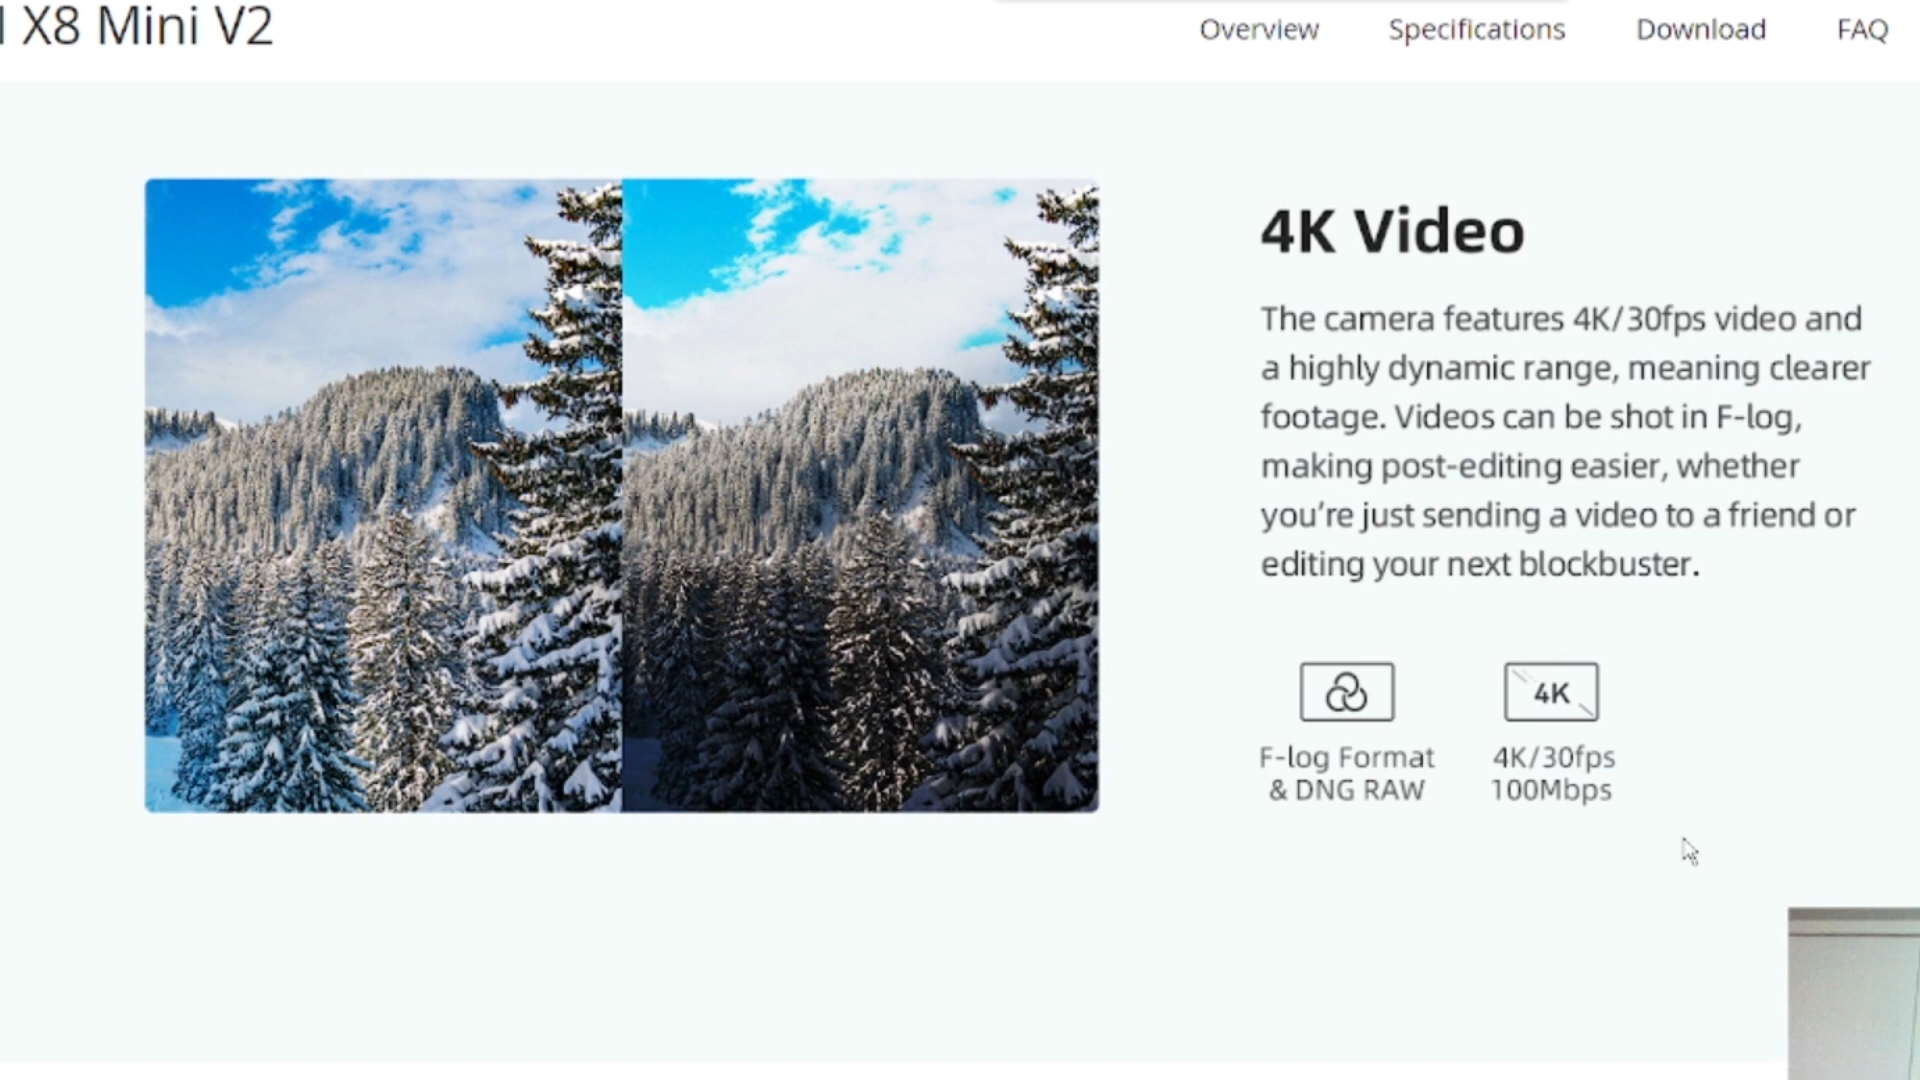 X8 Mini V2
Overview
Specifications
Download
FAQ
4K Video
The camera features 4K/30fps video and
a highly dynamic range, meaning clearer
footage. Videos can be shot in F-log,
making post-editing easier, whether
you’re just sending a video to a friend or
editing your next blockbuster.
4K
F-log Format
& DNG RAW
4K/30fps
100Mbps